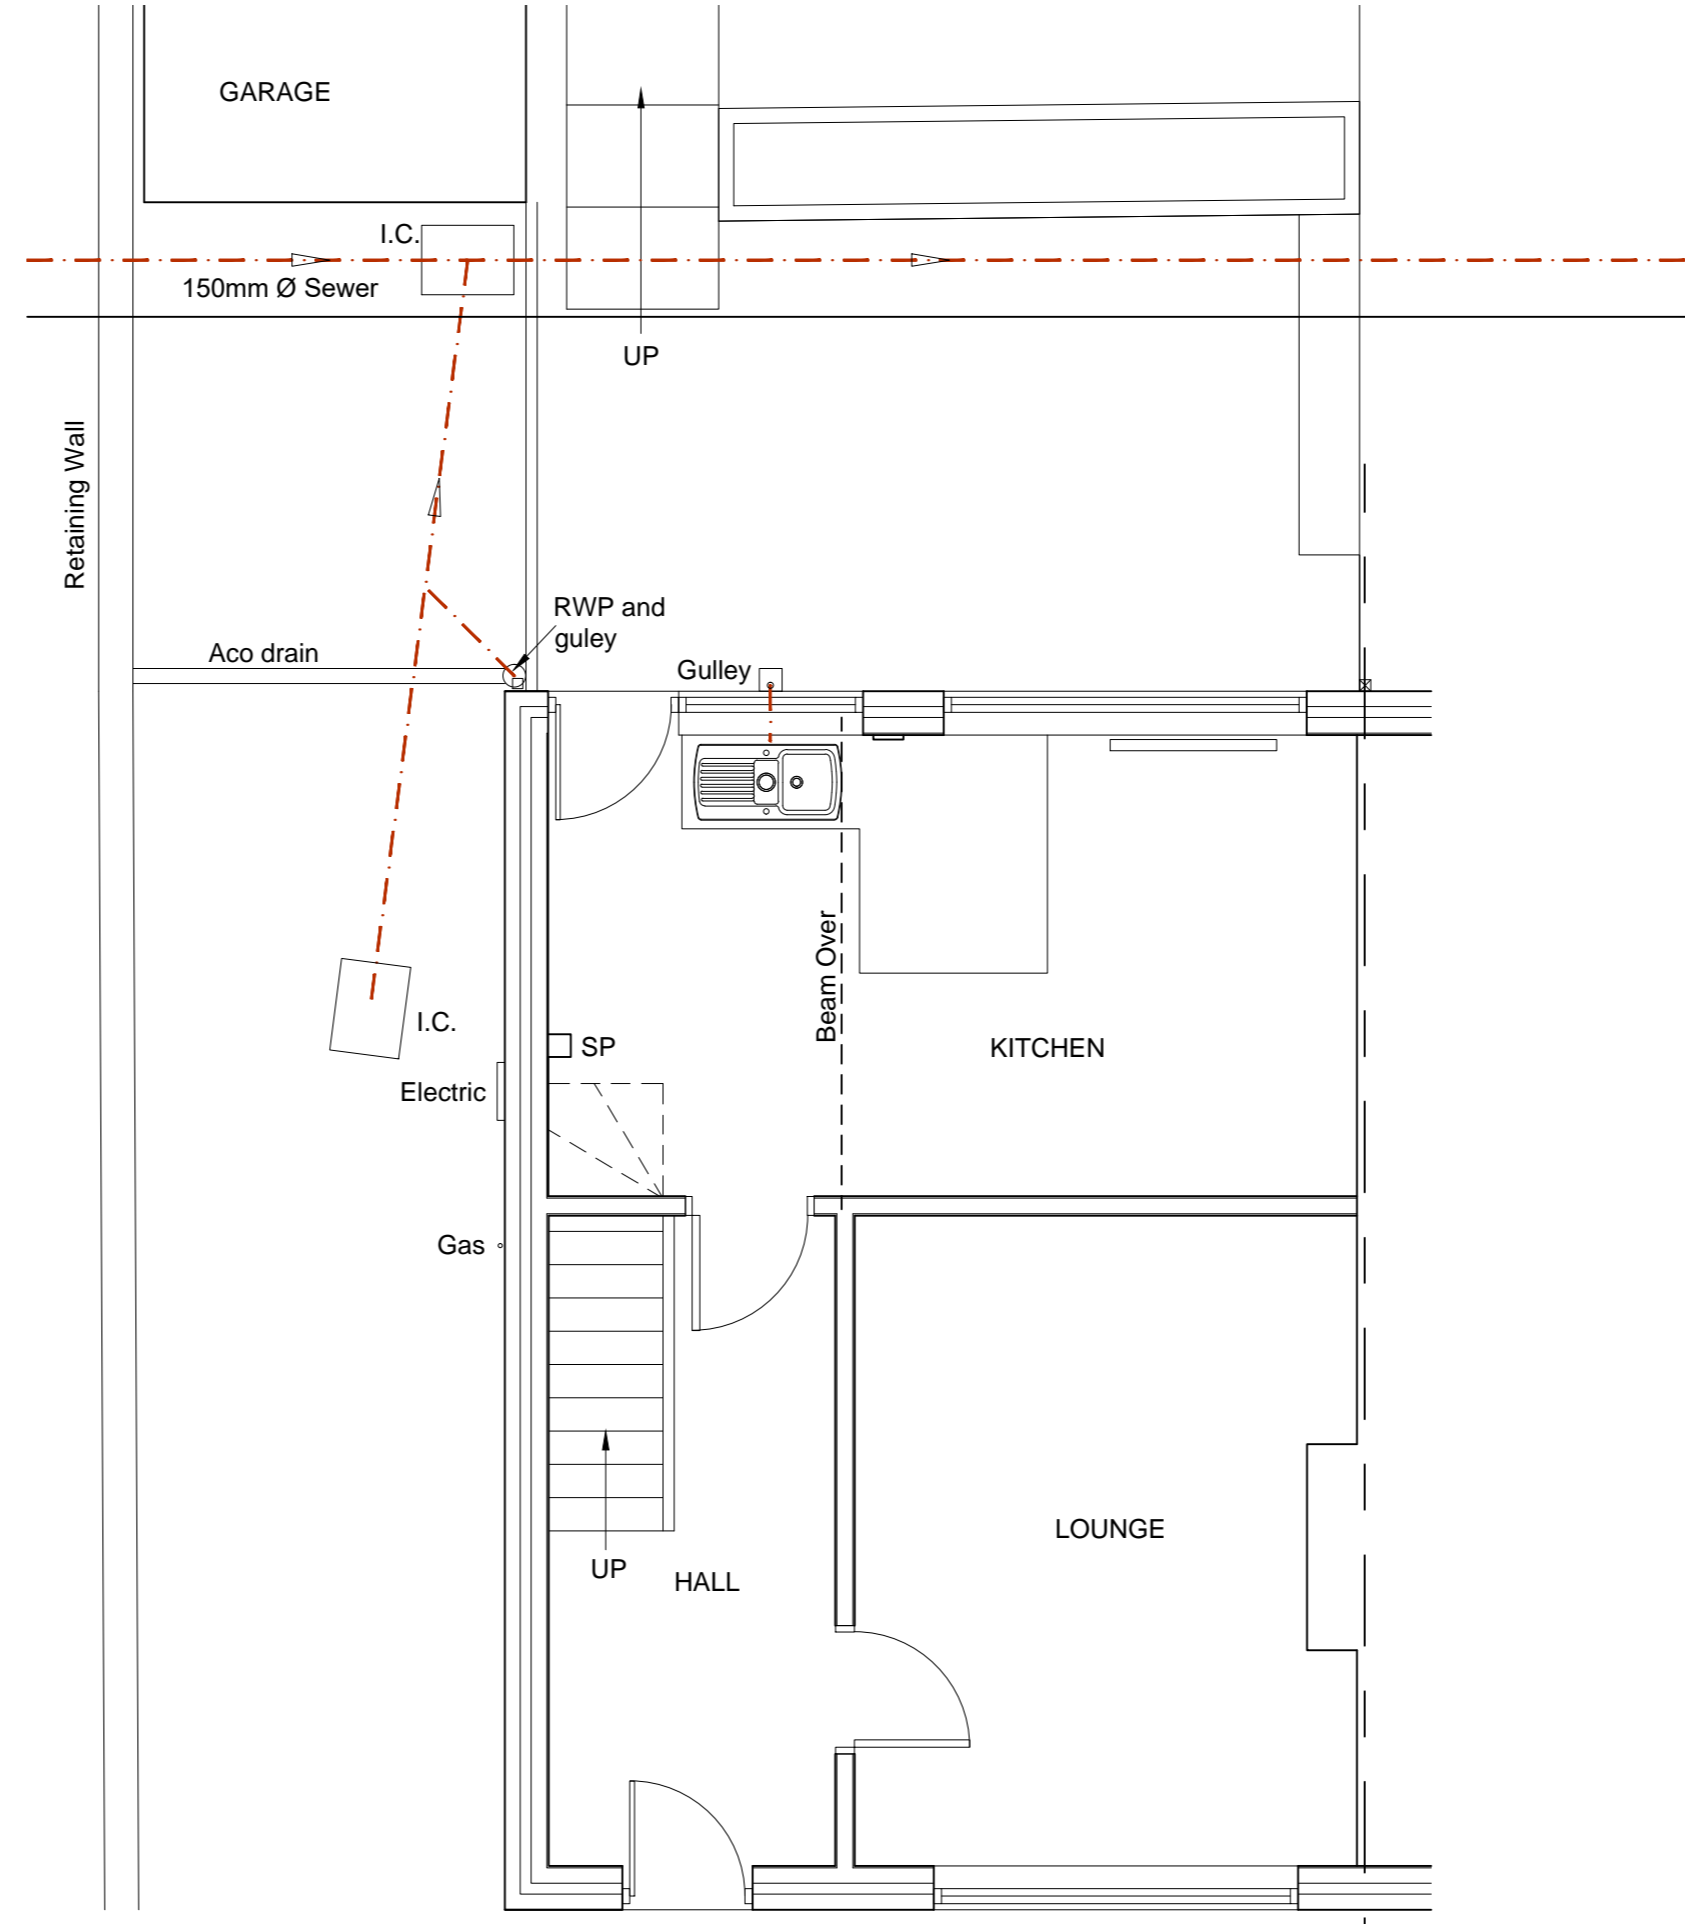 GARAGE
I.C.
150mm Ø Sewer
UP
Retaining Wall
RWP and
guley
Aco drain
Gulley
Beam Over
I.C.
SP
KITCHEN
Electric
Gas
LOUNGE
UP
HALL